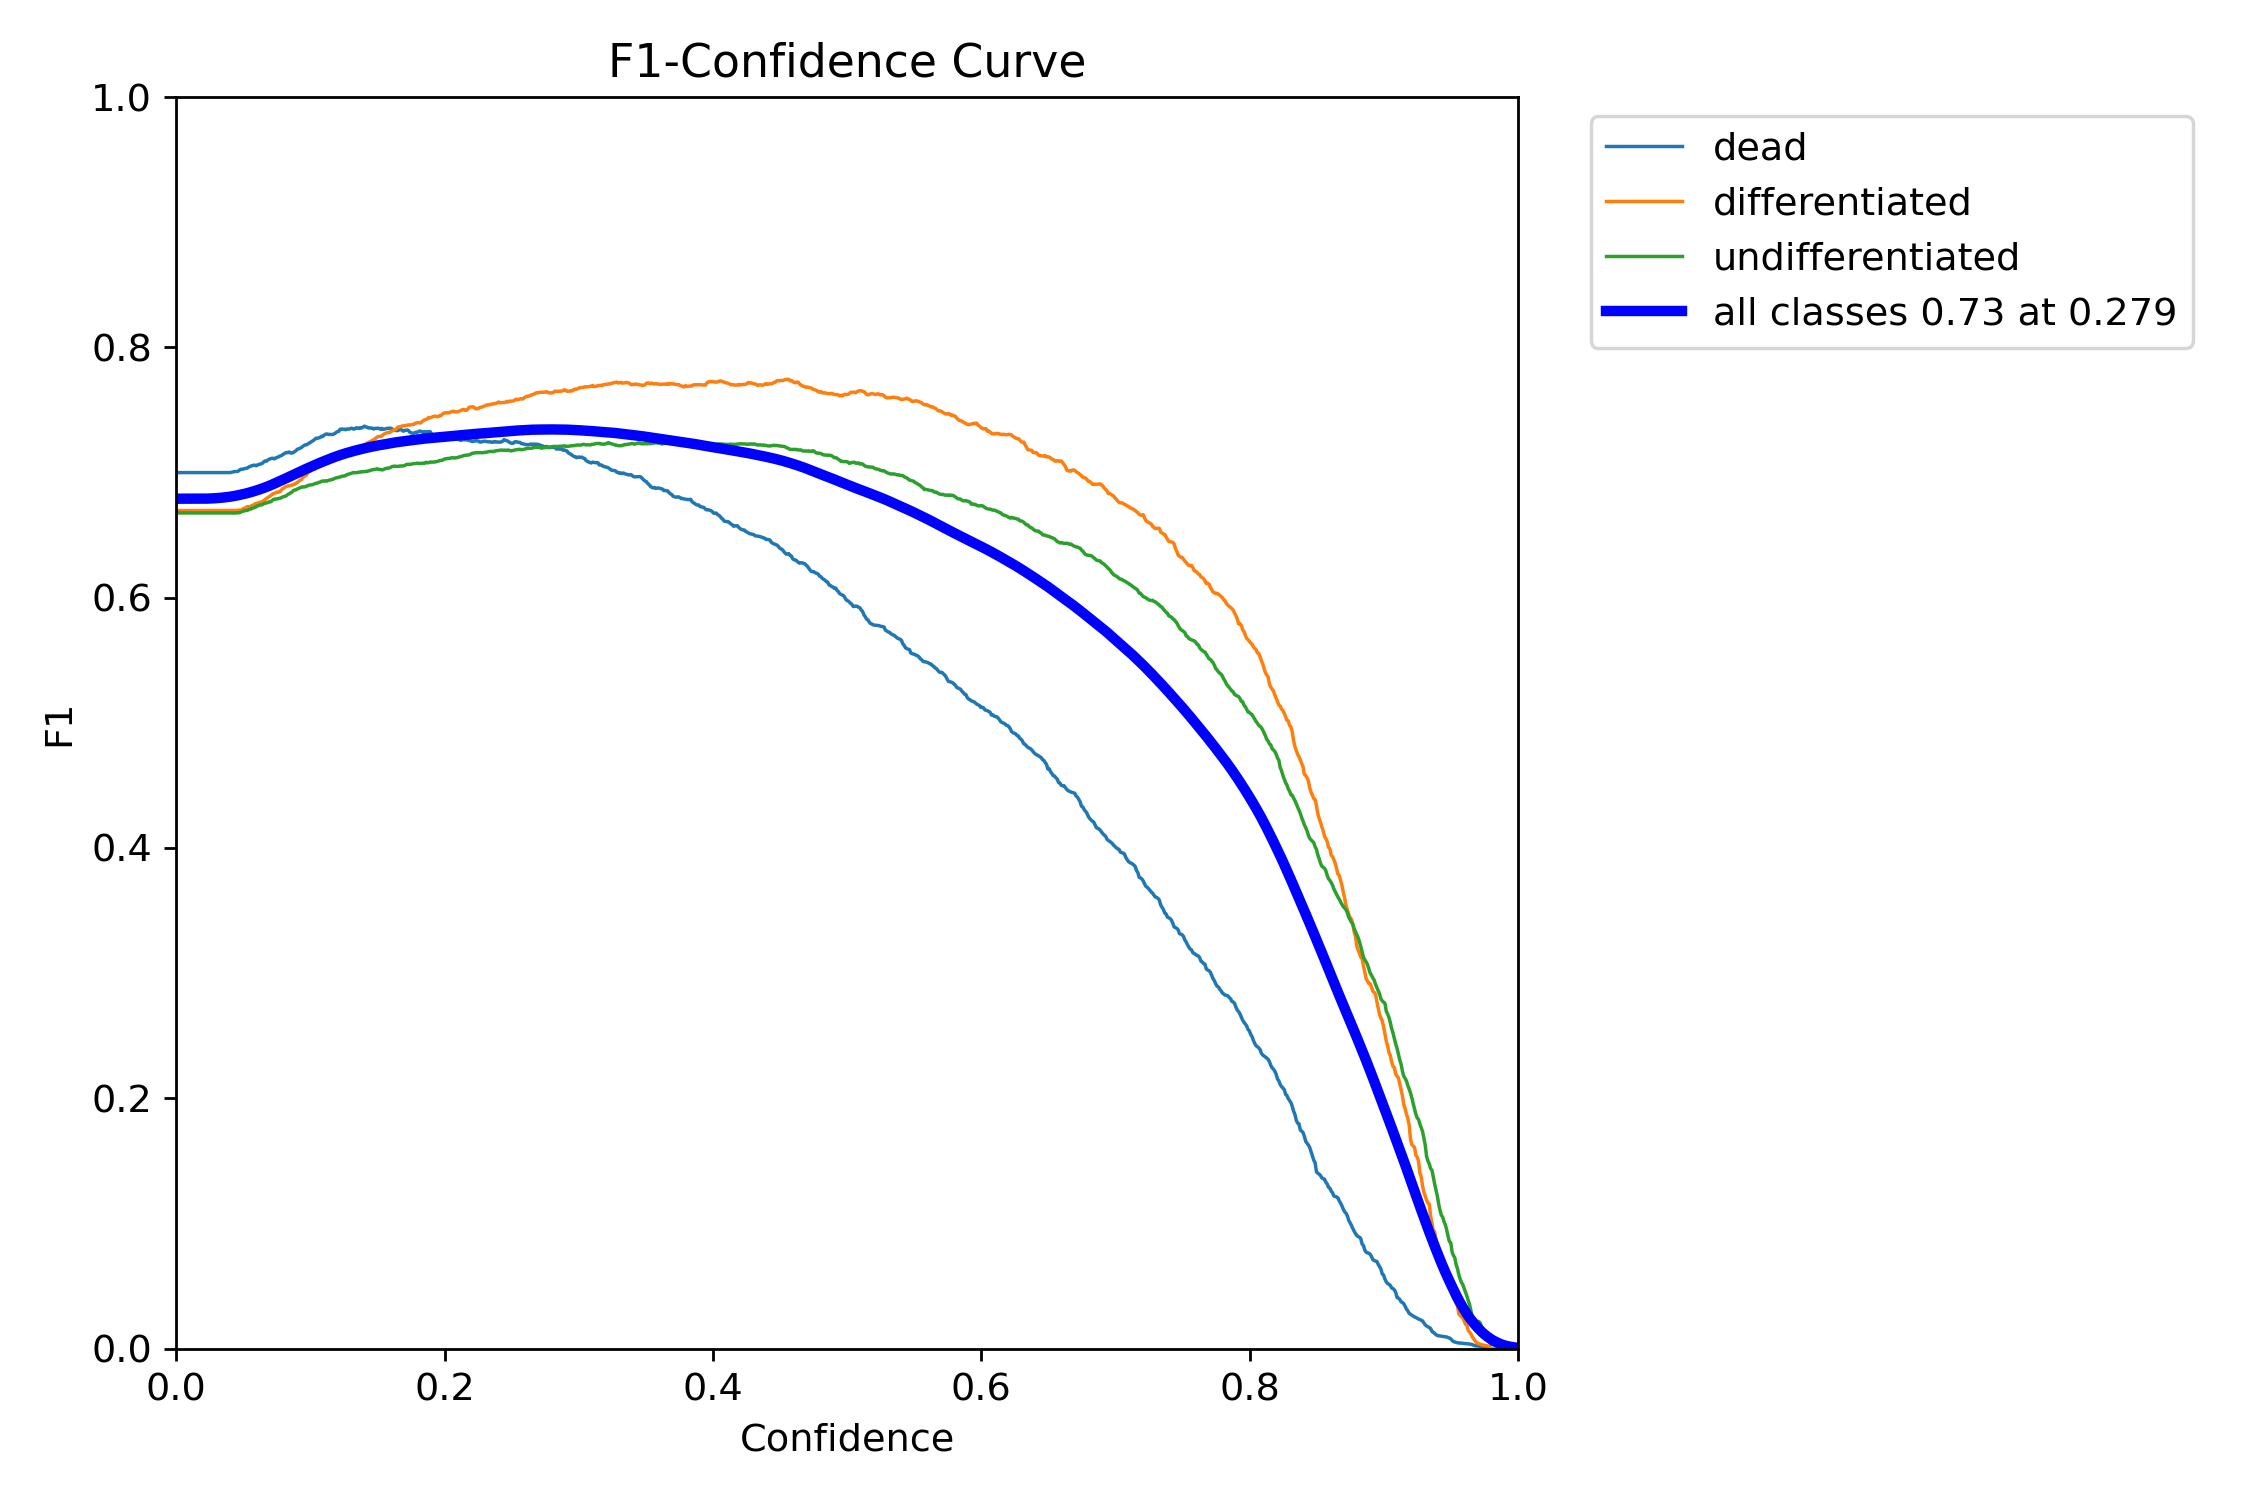 F1-Confidence Curve
1.0
0.8
0.6
0.4
0.2
0.0
F1
0.0 0.2 0.4 0.6 0.8 1.0
Confidence
dead
differentiated
undifferentiated
all classes 0.73 at 0.279